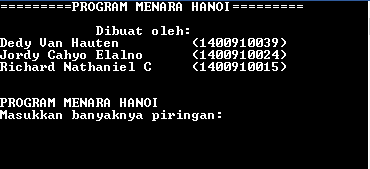 =========PROGRAM MENARA HANOI=========
Dibuat oleh:
Dedy Van Hauten (1400910039)
Jordy Cahyo Elalno (1400910024)
Richard Nathaniel C (1400910015)
PROGRAM MENARA HANOI
Masukkan banyaknya piringan: